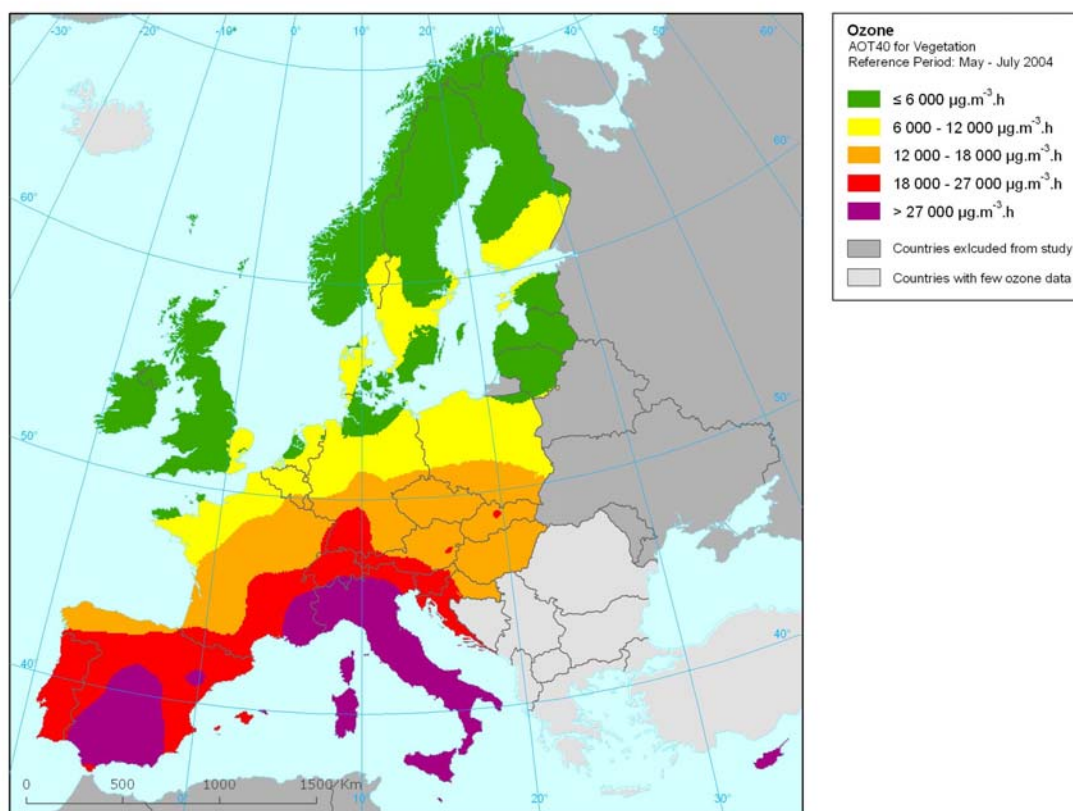 -30°
-20°
-10°
0°
10°
20°
30°
40°
50°
60°
60°
60°
50°
50°
40°
40°
0
500
1000
1500 Km
0°
10°
20°
30°
Ozone
AOT40 for Vegetation
Reference Period: May - July 2004
≤ 6 000 µg.m⁻³.h
6 000 - 12 000 µg.m⁻³.h
12 000 - 18 000 µg.m⁻³.h
18 000 - 27 000 µg.m⁻³.h
> 27 000 µg.m⁻³.h
Countries exlcuded from study
Countries with few ozone data